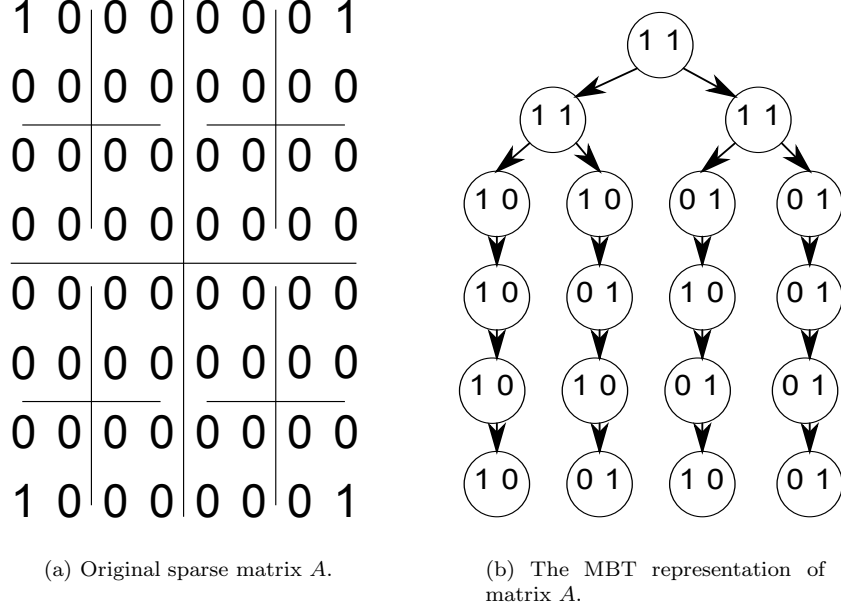 1 0 0 0 0 0 0 1
0 0 0 0 0 0 0 0
0 0 0 0 0 0 0 0
0 0 0 0 0 0 0 0
0 0 0 0 0 0 0 0
0 0 0 0 0 0 0 0
0 0 0 0 0 0 0 0
1 0 0 0 0 0 0 1
(a) Original sparse matrix A.
1 1
1 1 1 1
1 0 1 0 0 1 0 1
1 0 0 1 1 0 0 1
1 0 1 0 0 1 0 1
1 0 0 1 1 0 0 1
(b) The MBT representation of
matrix A.